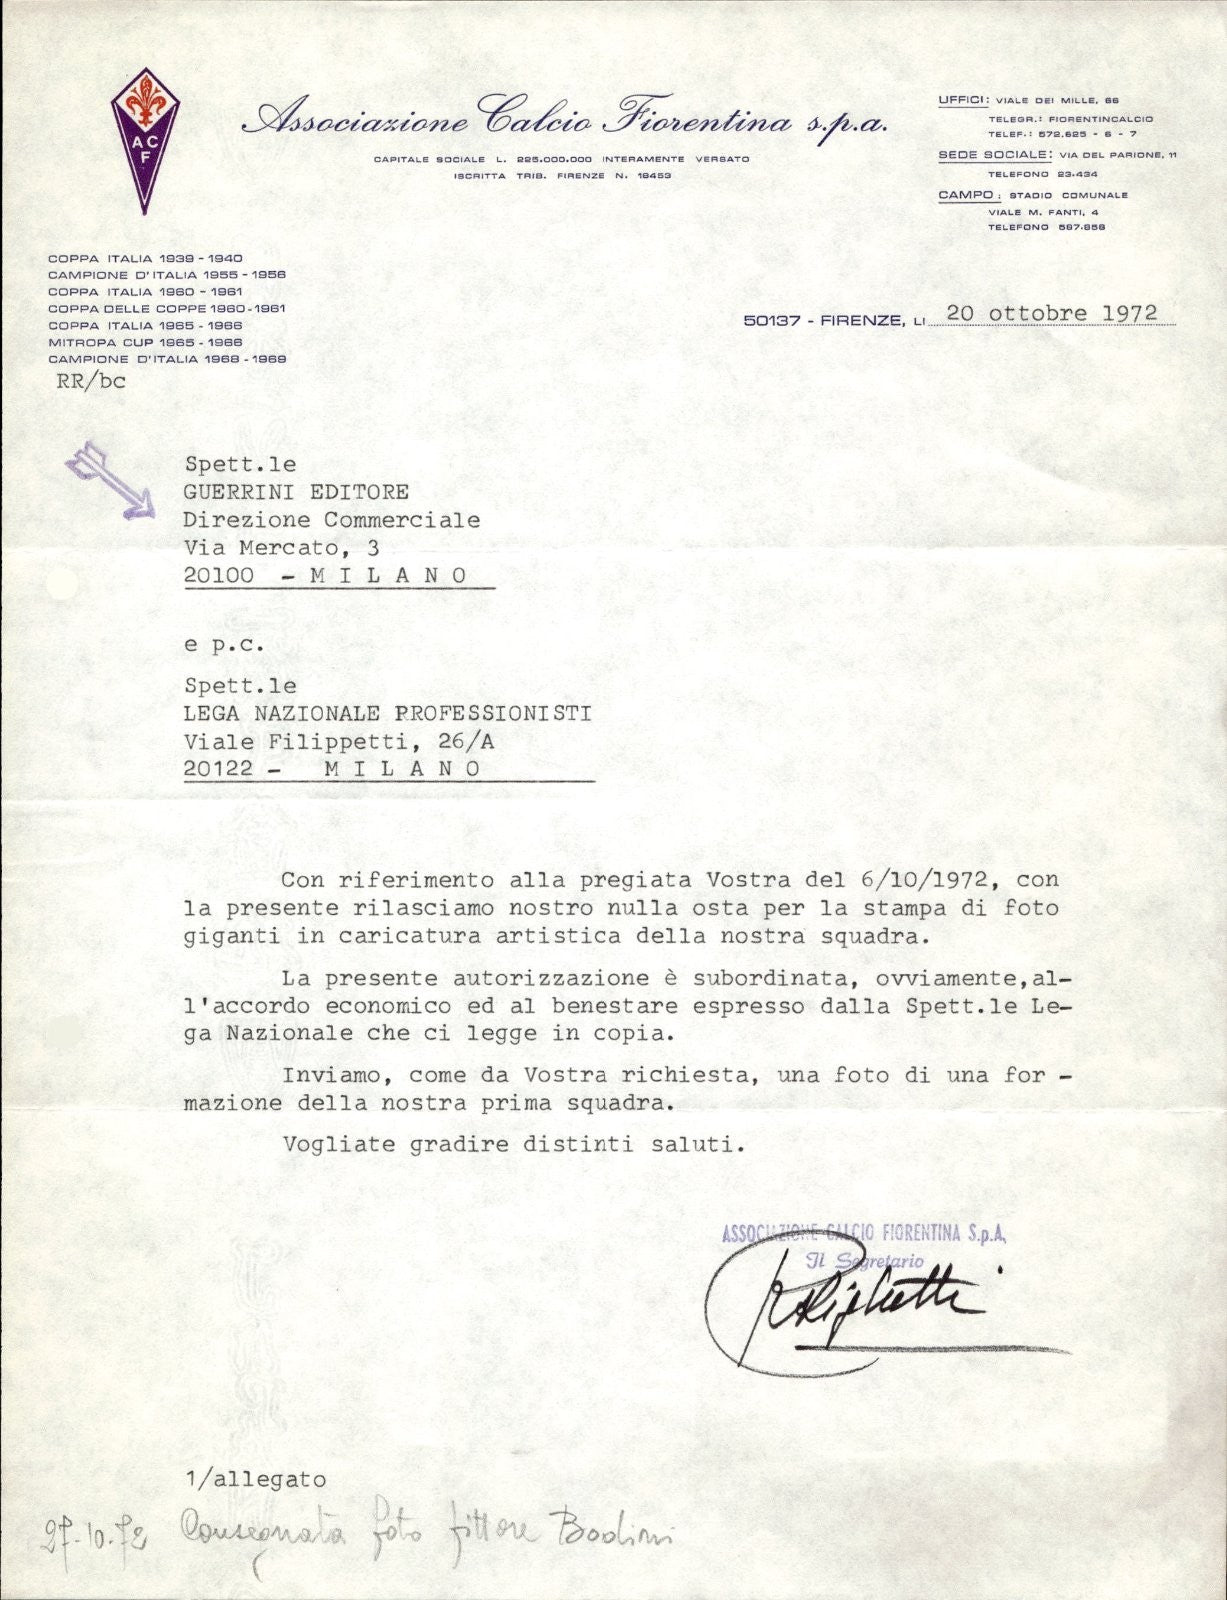 A C
F
Associazione Calcio Fiorentina s.p.a.
CAPITALE SOCIALE L. 225.000.000 INTERAMENTE VERSATO
ISCRITTA TRIB. FIRENZE N. 18453
UFFICI: VIALE DEI MILLE, 66
TELEGR.: FIORENTINCALCIO
TELEF.: 572.625 - 6 - 7
SEDE SOCIALE: VIA DEL PARIONE, 11
TELEFONO 23.434
CAMPO: STADIO COMUNALE
VIALE M. FANTI, 4
TELEFONO 587.858
COPPA ITALIA 1939 - 1940
CAMPIONE D'ITALIA 1955 - 1956
COPPA ITALIA 1960 - 1961
COPPA DELLE COPPE 1960-1961
COPPA ITALIA 1965 - 1966
MITROPA CUP 1965 - 1966
CAMPIONE D'ITALIA 1968 - 1969
RR/bc
50137 - FIRENZE, LI 20 ottobre 1972
Spett.le
GUERRINI EDITORE
Direzione Commerciale
Via Mercato, 3
20100 - M I L A N O
e p.c.
Spett.le
LEGA NAZIONALE PROFESSIONISTI
Viale Filippetti, 26/A
20122 - M I L A N O
Con riferimento alla pregiata Vostra del 6/10/1972, con
la presente rilasciamo nostro nulla osta per la stampa di foto
giganti in caricatura artistica della nostra squadra.
La presente autorizzazione è subordinata, ovviamente,al-
l'accordo economico ed al benestare espresso dalla Spett.le Le-
ga Nazionale che ci legge in copia.
Inviamo, come da Vostra richiesta, una foto di una for -
mazione della nostra prima squadra.
Vogliate gradire distinti saluti.
ASSOCIAZIONE CALCIO FIORENTINA S.p.A.
Il Segretario
R Righetti
1/allegato
27-10-72 Consegnata foto pittore Bodini